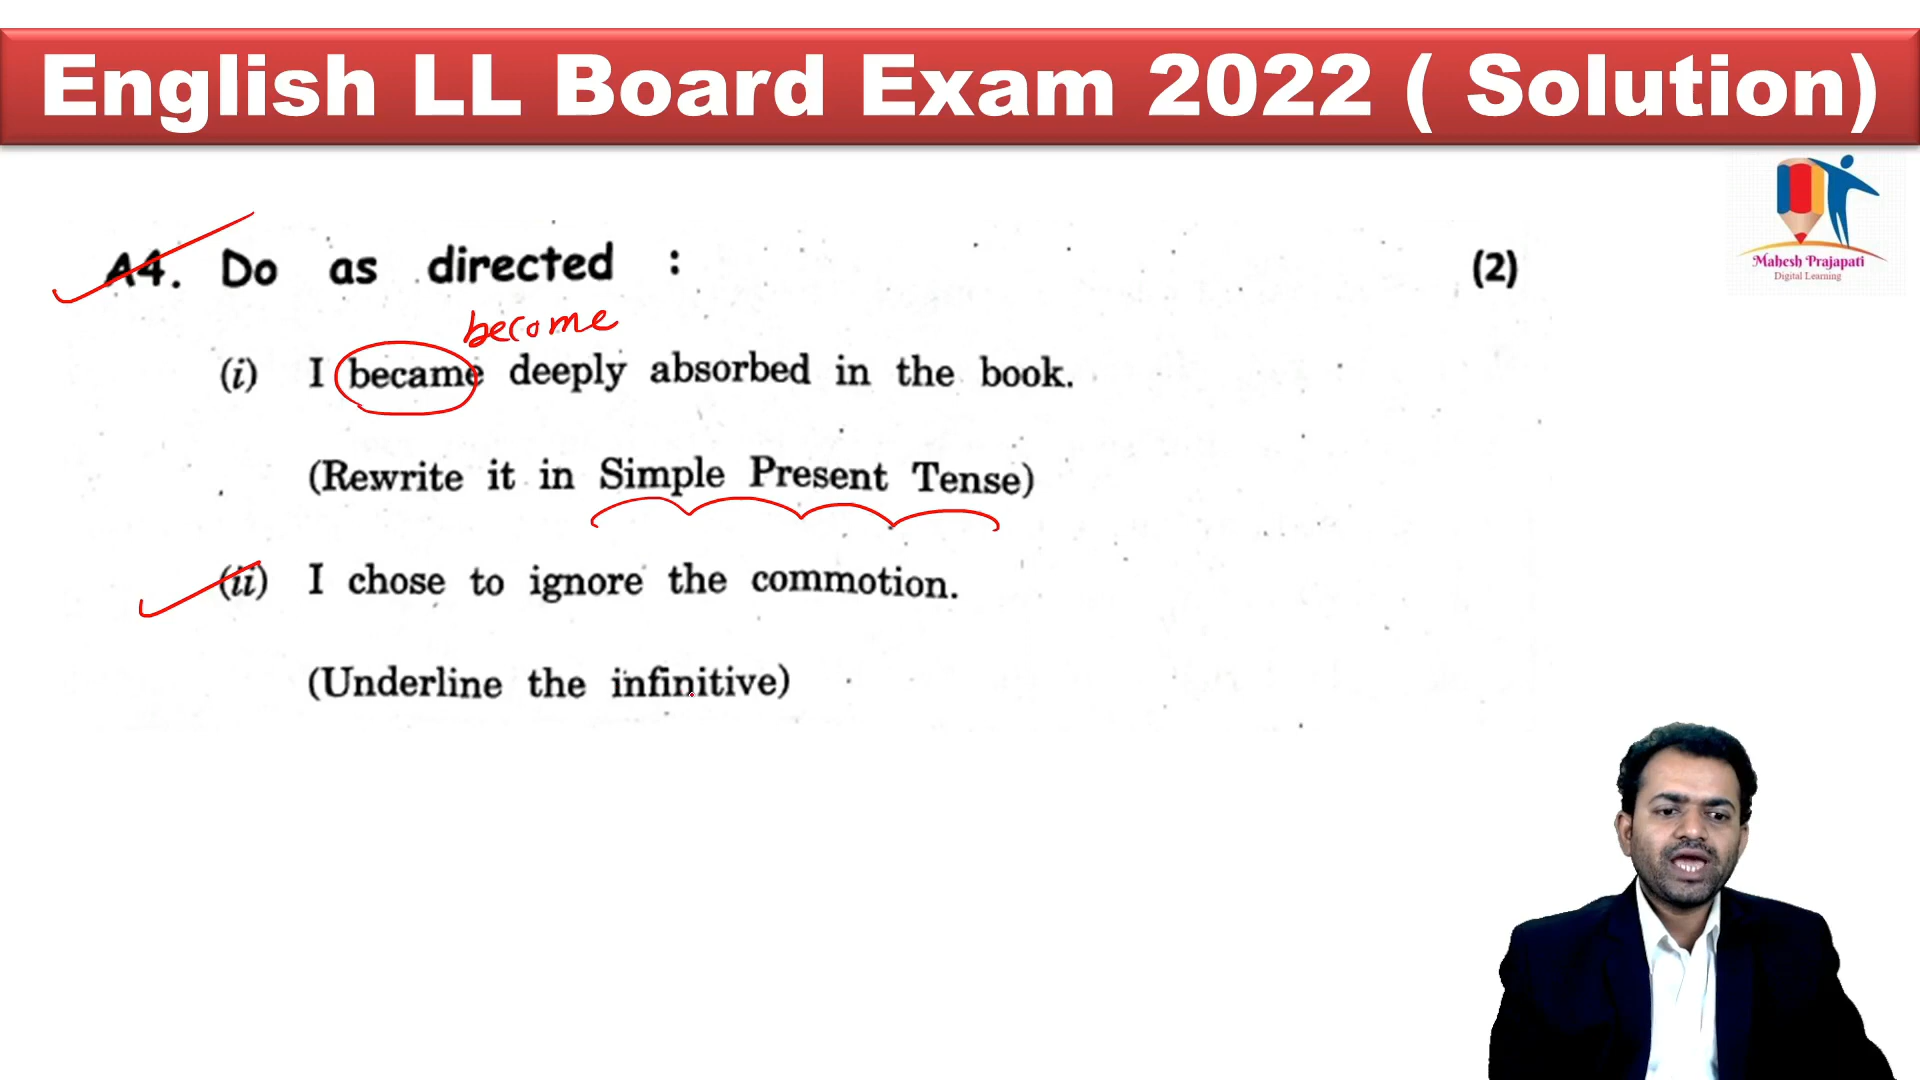 English LL Board Exam 2022 ( Solution)
Mahesh Prajapati
Digital Learning
A4. Do as directed : (2)
become
(i) I became deeply absorbed in the book.
(Rewrite it in Simple Present Tense)
(ii) I chose to ignore the commotion.
(Underline the infinitive)